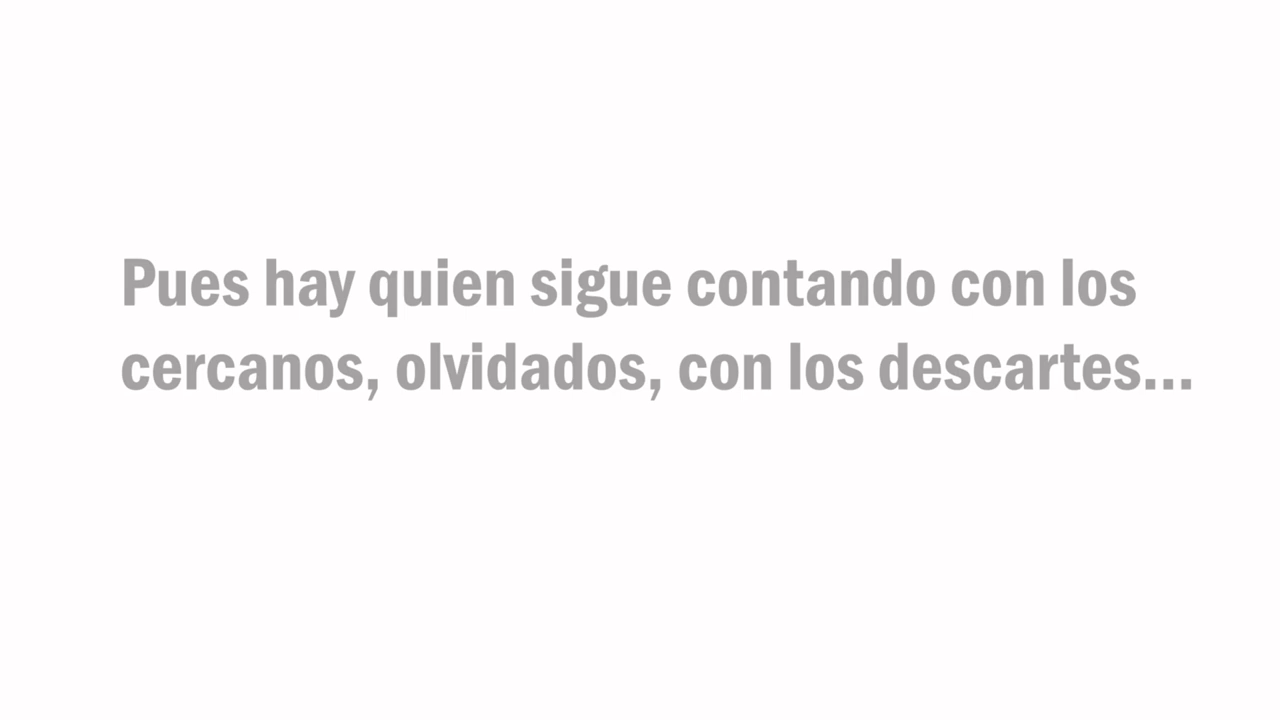 Pues hay quien sigue contando con los
cercanos, olvidados, con los descartes...